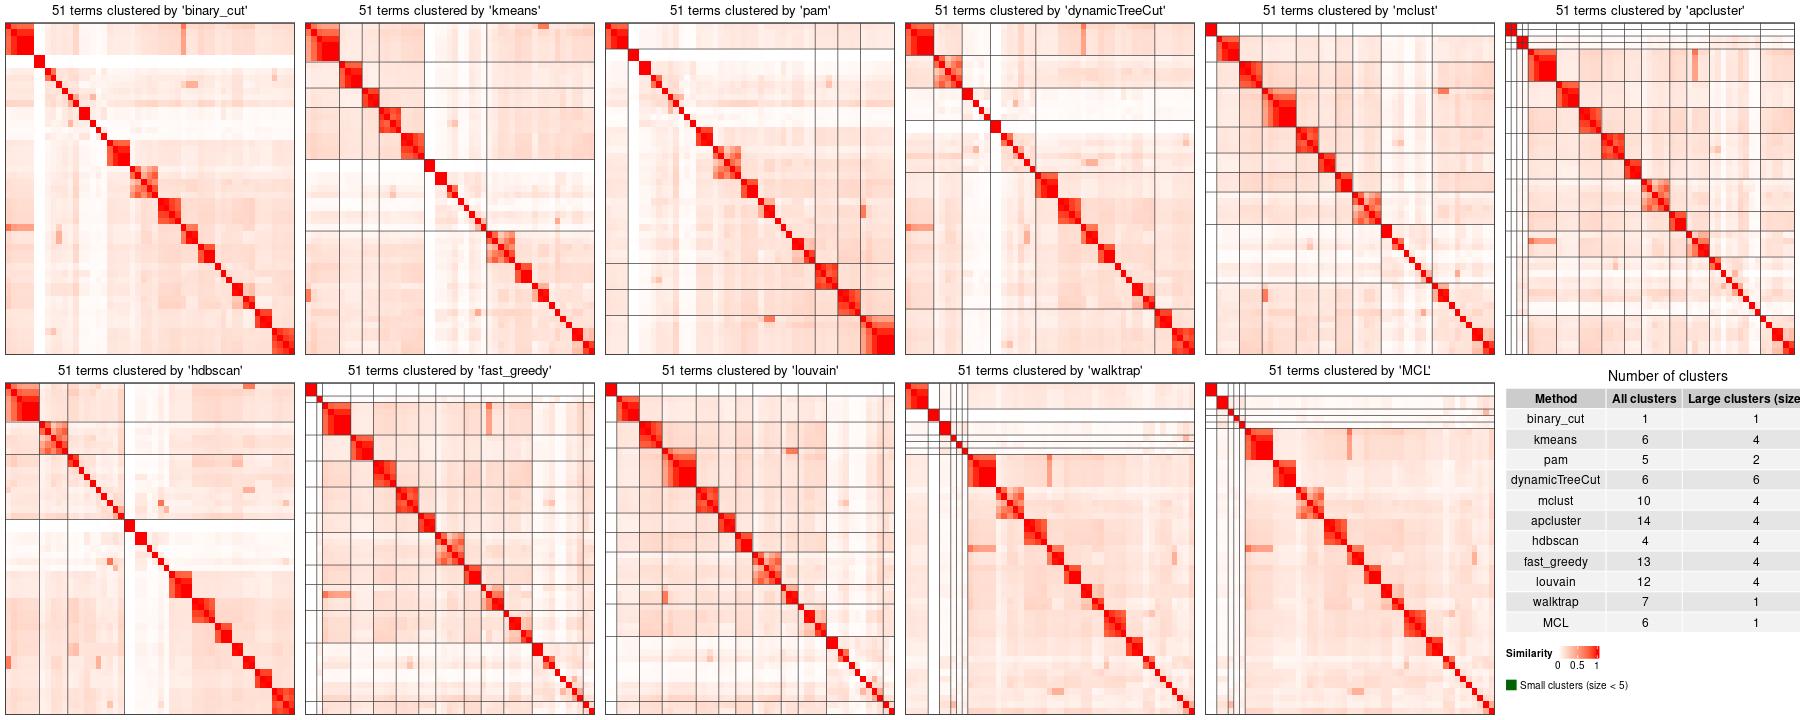 51 terms clustered by 'binary_cut'
51 terms clustered by 'kmeans'
51 terms clustered by 'pam'
51 terms clustered by 'dynamicTreeCut'
51 terms clustered by 'mclust'
51 terms clustered by 'apcluster'
51 terms clustered by 'hdbscan'
51 terms clustered by 'fast_greedy'
51 terms clustered by 'louvain'
51 terms clustered by 'walktrap'
51 terms clustered by 'MCL'
Number of clusters
Method All clusters Large clusters (size
binary_cut 1 1
kmeans 6 4
pam 5 2
dynamicTreeCut 6 6
mclust 10 4
apcluster 14 4
hdbscan 4 4
fast_greedy 13 4
louvain 12 4
walktrap 7 1
MCL 6 1
Similarity
0 0.5 1
Small clusters (size < 5)